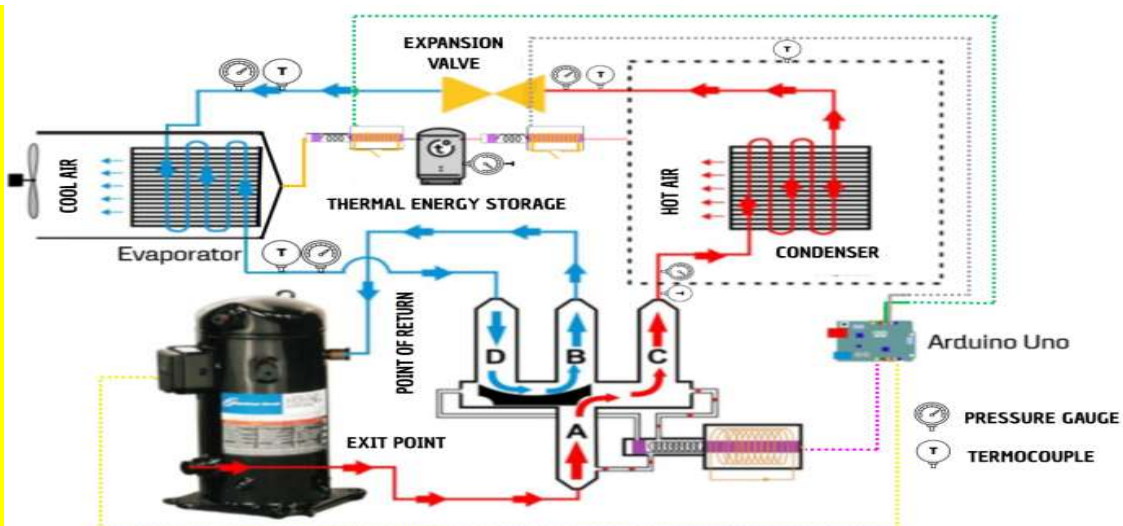 EXPANSION
VALVE
T
T
T
COOL AIR
HOT AIR
t°
THERMAL ENERGY STORAGE
Evaporator
CONDENSER
T
T
POINT OF RETURN
D
B
C
A
Arduino Uno
EXIT POINT
PRESSURE GAUGE
T
TERMOCOUPLE